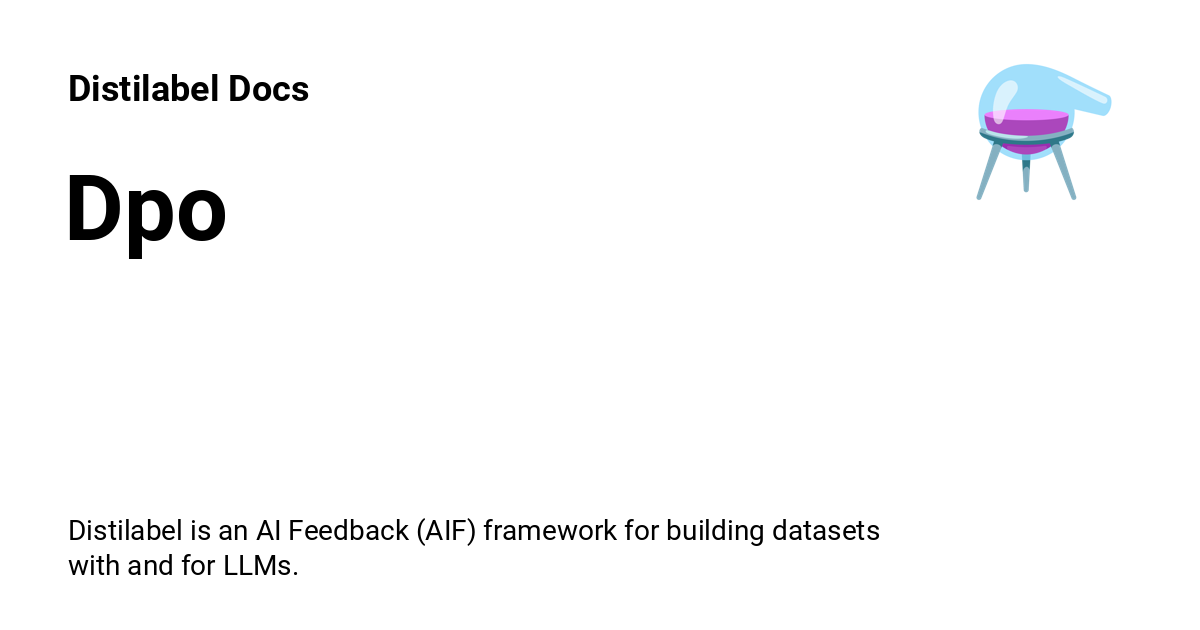 Distilabel Docs
Dpo
Distilabel is an AI Feedback (AIF) framework for building datasets
with and for LLMs.